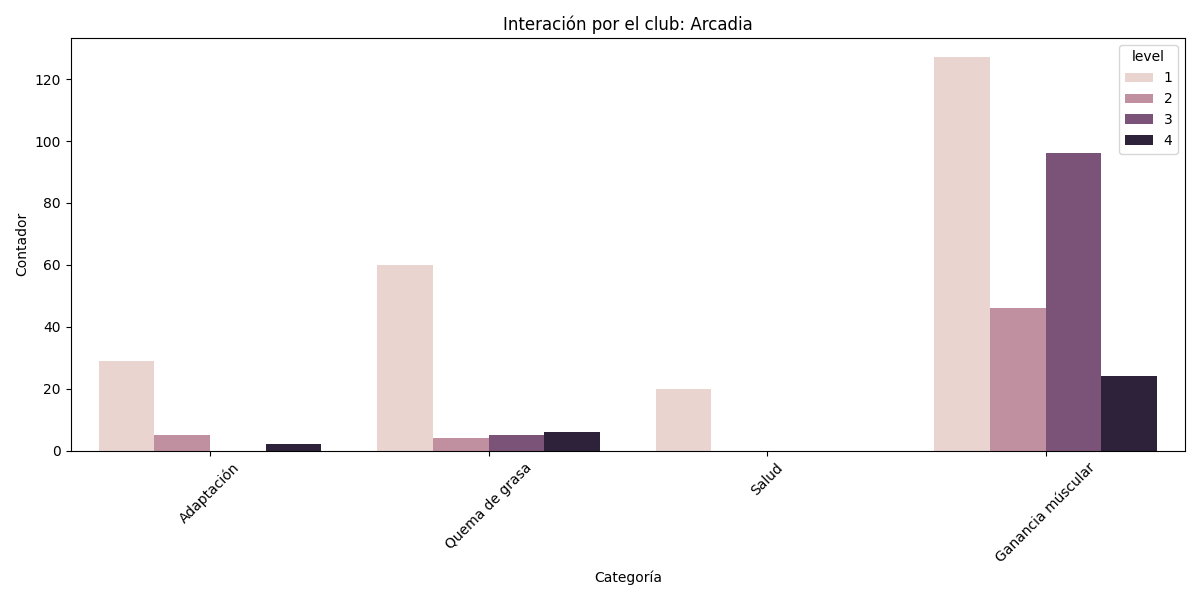 Interación por el club: Arcadia
level
1
2
3
4
Contador
120
100
80
60
40
20
0
Adaptación
Quema de grasa
Salud
Ganancia múscular
Categoría